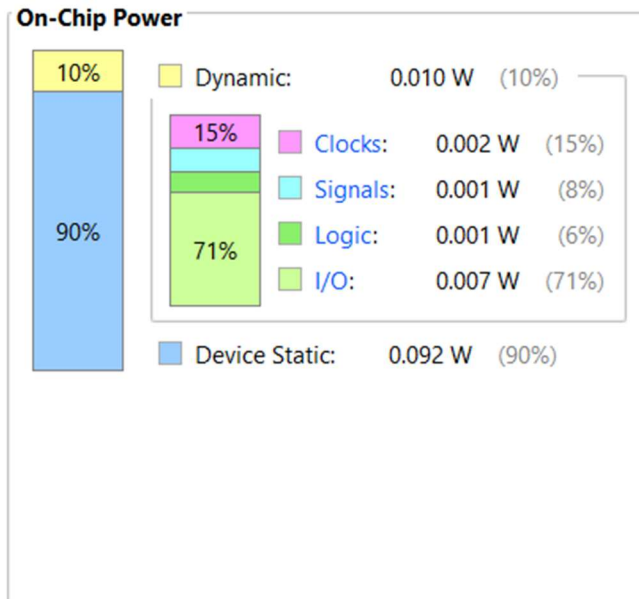 On-Chip Power
10% Dynamic: 0.010 W (10%)
15% Clocks: 0.002 W (15%)
Signals: 0.001 W (8%)
90% Logic: 0.001 W (6%)
71% I/O: 0.007 W (71%)
Device Static: 0.092 W (90%)